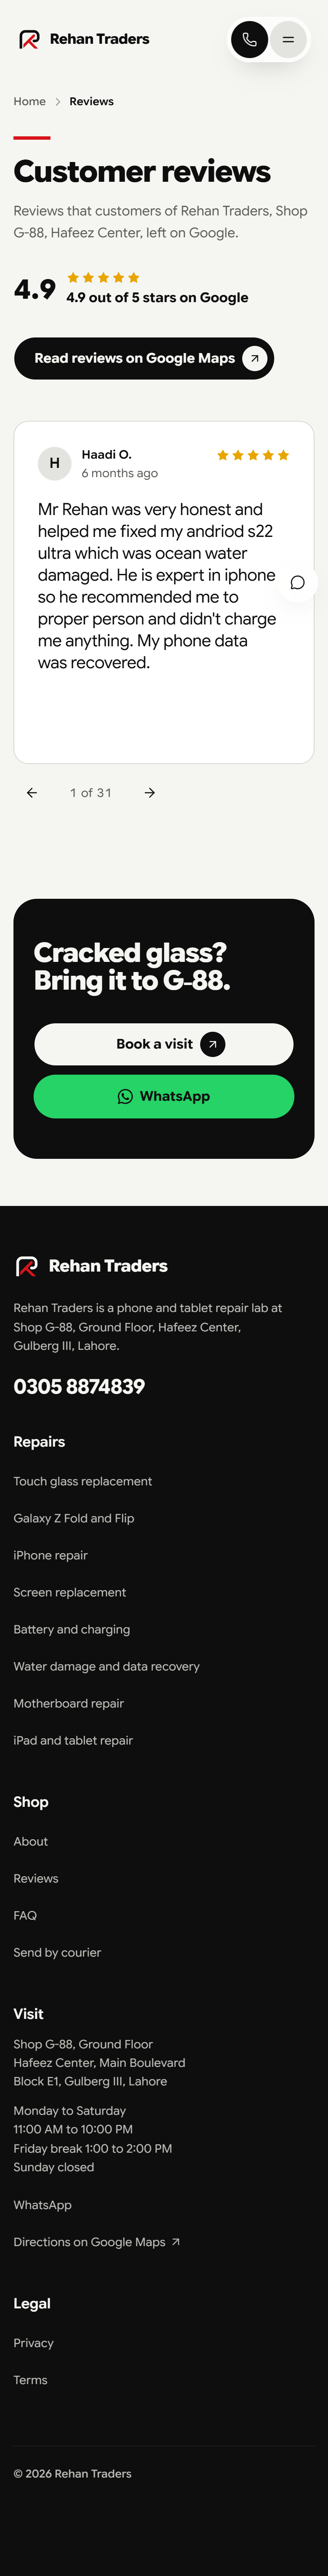 Rehan Traders
Home > Reviews
Customer reviews
Reviews that customers of Rehan Traders, Shop
G-88, Hafeez Center, left on Google.
4.9
4.9 out of 5 stars on Google
Read reviews on Google Maps
H
Haadi O.
6 months ago
Mr Rehan was very honest and
helped me fixed my andriod s22
ultra which was ocean water
damaged. He is expert in iphone
so he recommended me to
proper person and didn't charge
me anything. My phone data
was recovered.
1 of 31
Cracked glass?
Bring it to G-88.
Book a visit
WhatsApp
Rehan Traders
Rehan Traders is a phone and tablet repair lab at
Shop G-88, Ground Floor, Hafeez Center,
Gulberg III, Lahore.
0305 8874839
Repairs
Touch glass replacement
Galaxy Z Fold and Flip
iPhone repair
Screen replacement
Battery and charging
Water damage and data recovery
Motherboard repair
iPad and tablet repair
Shop
About
Reviews
FAQ
Send by courier
Visit
Shop G-88, Ground Floor
Hafeez Center, Main Boulevard
Block E1, Gulberg III, Lahore
Monday to Saturday
11:00 AM to 10:00 PM
Friday break 1:00 to 2:00 PM
Sunday closed
WhatsApp
Directions on Google Maps
Legal
Privacy
Terms
© 2026 Rehan Traders